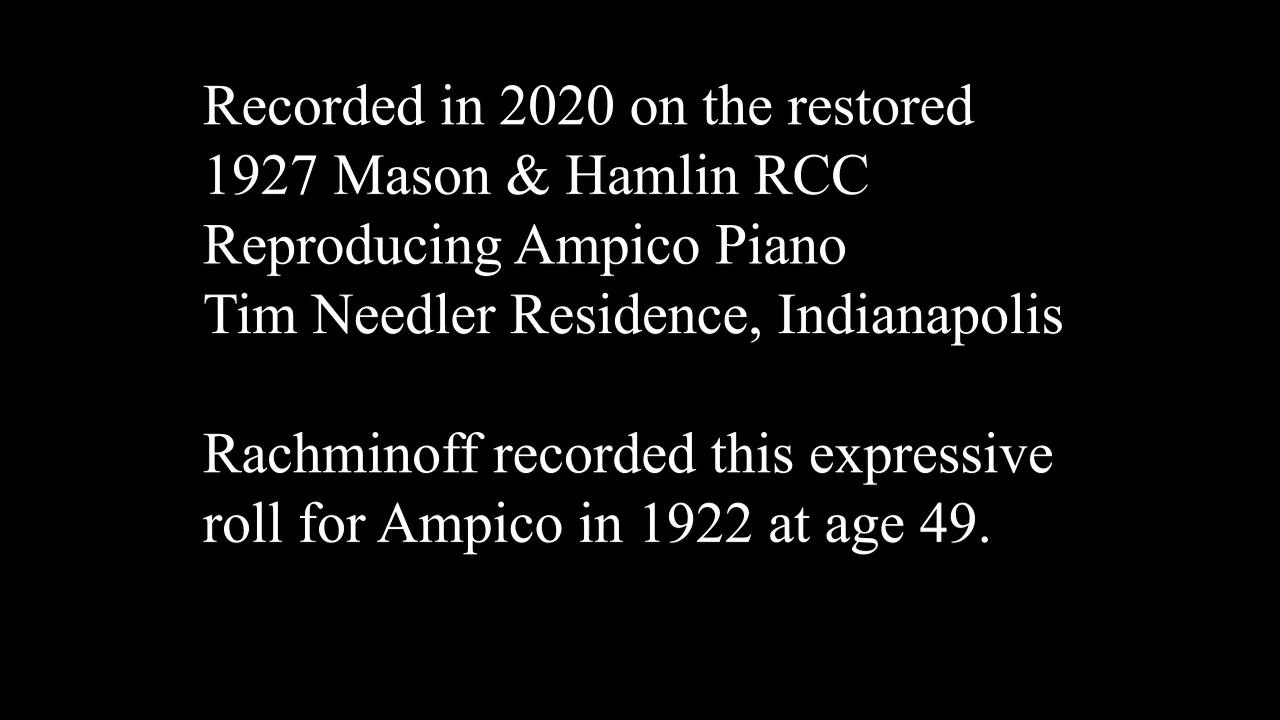 Recorded in 2020 on the restored
1927 Mason & Hamlin RCC
Reproducing Ampico Piano
Tim Needler Residence, Indianapolis
Rachminoff recorded this expressive
roll for Ampico in 1922 at age 49.